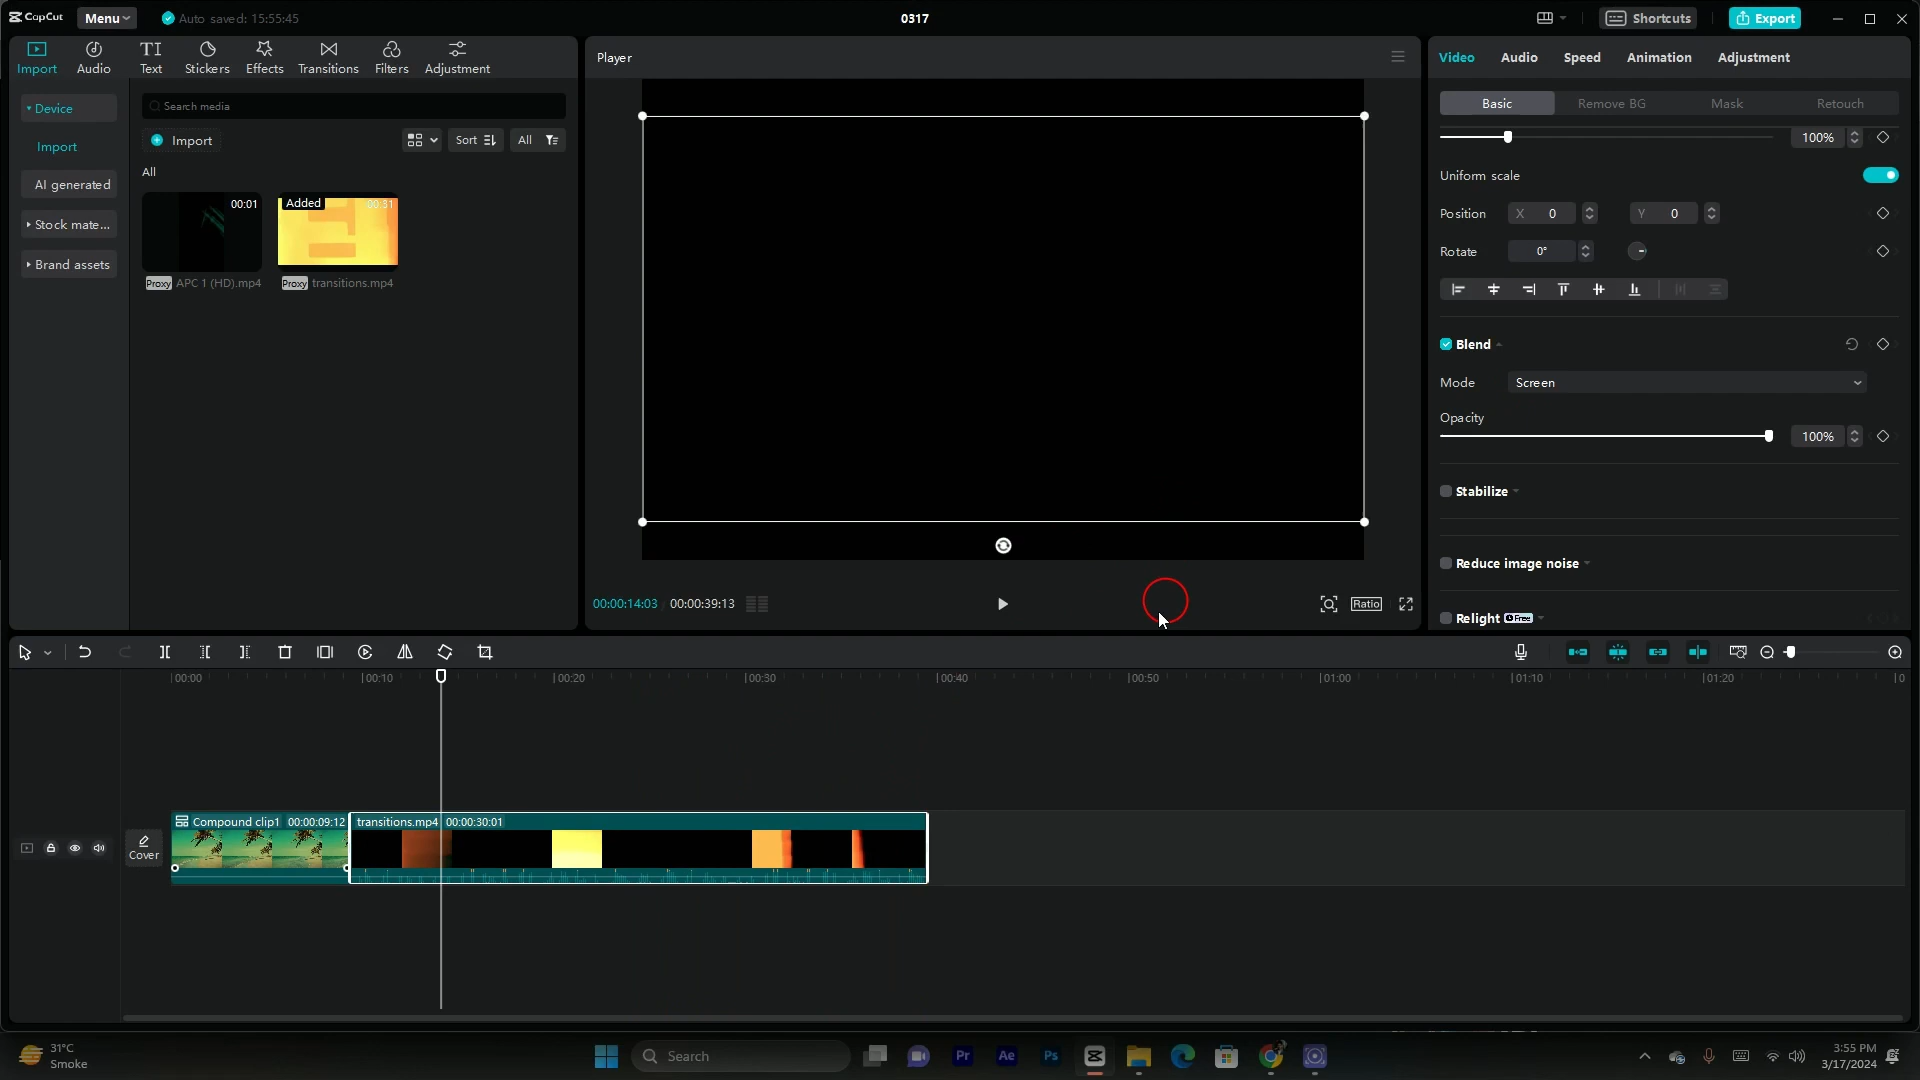 CapCut Menu Auto saved: 15:55:45 0317 Shortcuts Export
Import Audio Text Stickers Effects Transitions Filters Adjustment
Player
Video Audio Speed Animation Adjustment
Device
Import
AI generated
Stock mate...
Brand assets
Search media
Import Sort All
All
00:01
Added 00:31
Proxy APC 1 (HD).mp4
Proxy transitions.mp4
Basic Remove BG Mask Retouch
100%
Uniform scale
Position X 0 Y 0
Rotate 0°
Blend
Mode Screen
Opacity
100%
Stabilize
Reduce image noise
Relight Free
00:00:14:03 00:00:39:13 Ratio
00:00 00:10 00:20 00:30 00:40 00:50 01:00 01:10 01:20 0
Cover
Compound clip1 00:00:09:12
transitions.mp4 00:00:30:01
31°C
Smoke
Search
Pr Ae Ps
3:55 PM
3/17/2024